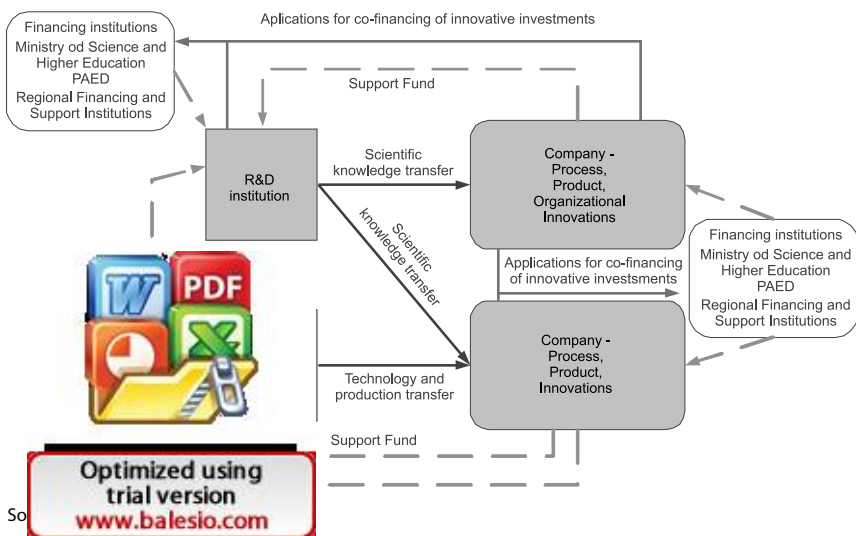 Aplications for co-financing of innovative investments
Financing institutions
Ministry od Science and
Higher Education
PAED
Regional Financing and
Support Institutions
Support Fund
R&D
institution
Scientific
knowledge transfer
Company -
Process,
Product,
Organizational
Innovations
Scientific
knowledge transfer
Financing institutions
Ministry od Science and
Higher Education
PAED
Regional Financing and
Support Institutions
Applications for co-financing
of innovative investsments
W
PDF
X
Company -
Process,
Product,
Innovations
Technology and
production transfer
Support Fund
Optimized using
trial version
www.balesio.com
So